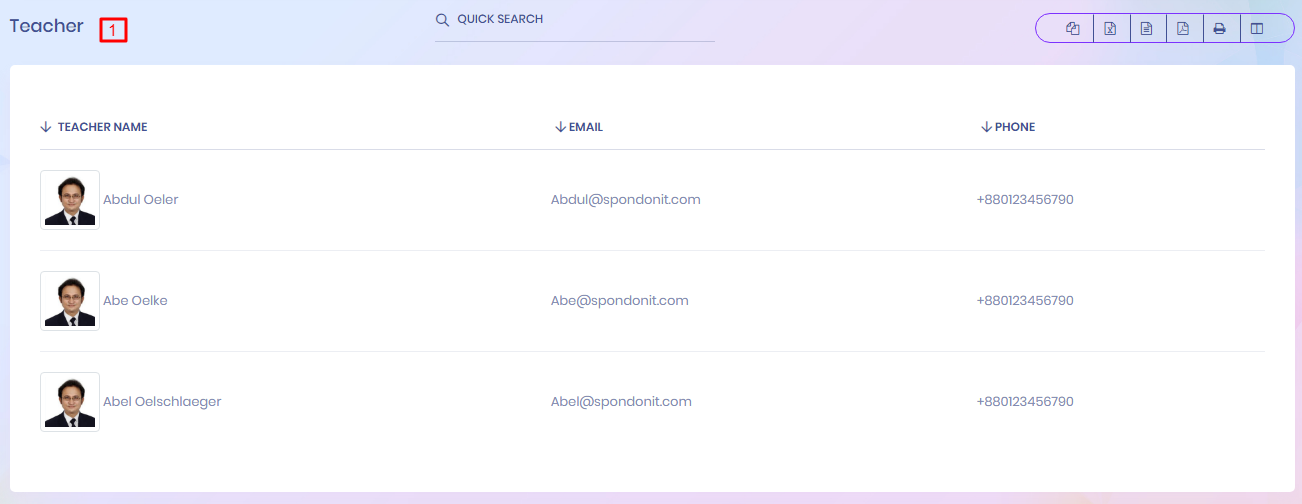 Teacher 1 QUICK SEARCH
TEACHER NAME EMAIL PHONE
Abdul Oeler Abdul@spondonit.com +880123456790
Abe Oelke Abe@spondonit.com +880123456790
Abel Oelschlaeger Abel@spondonit.com +880123456790